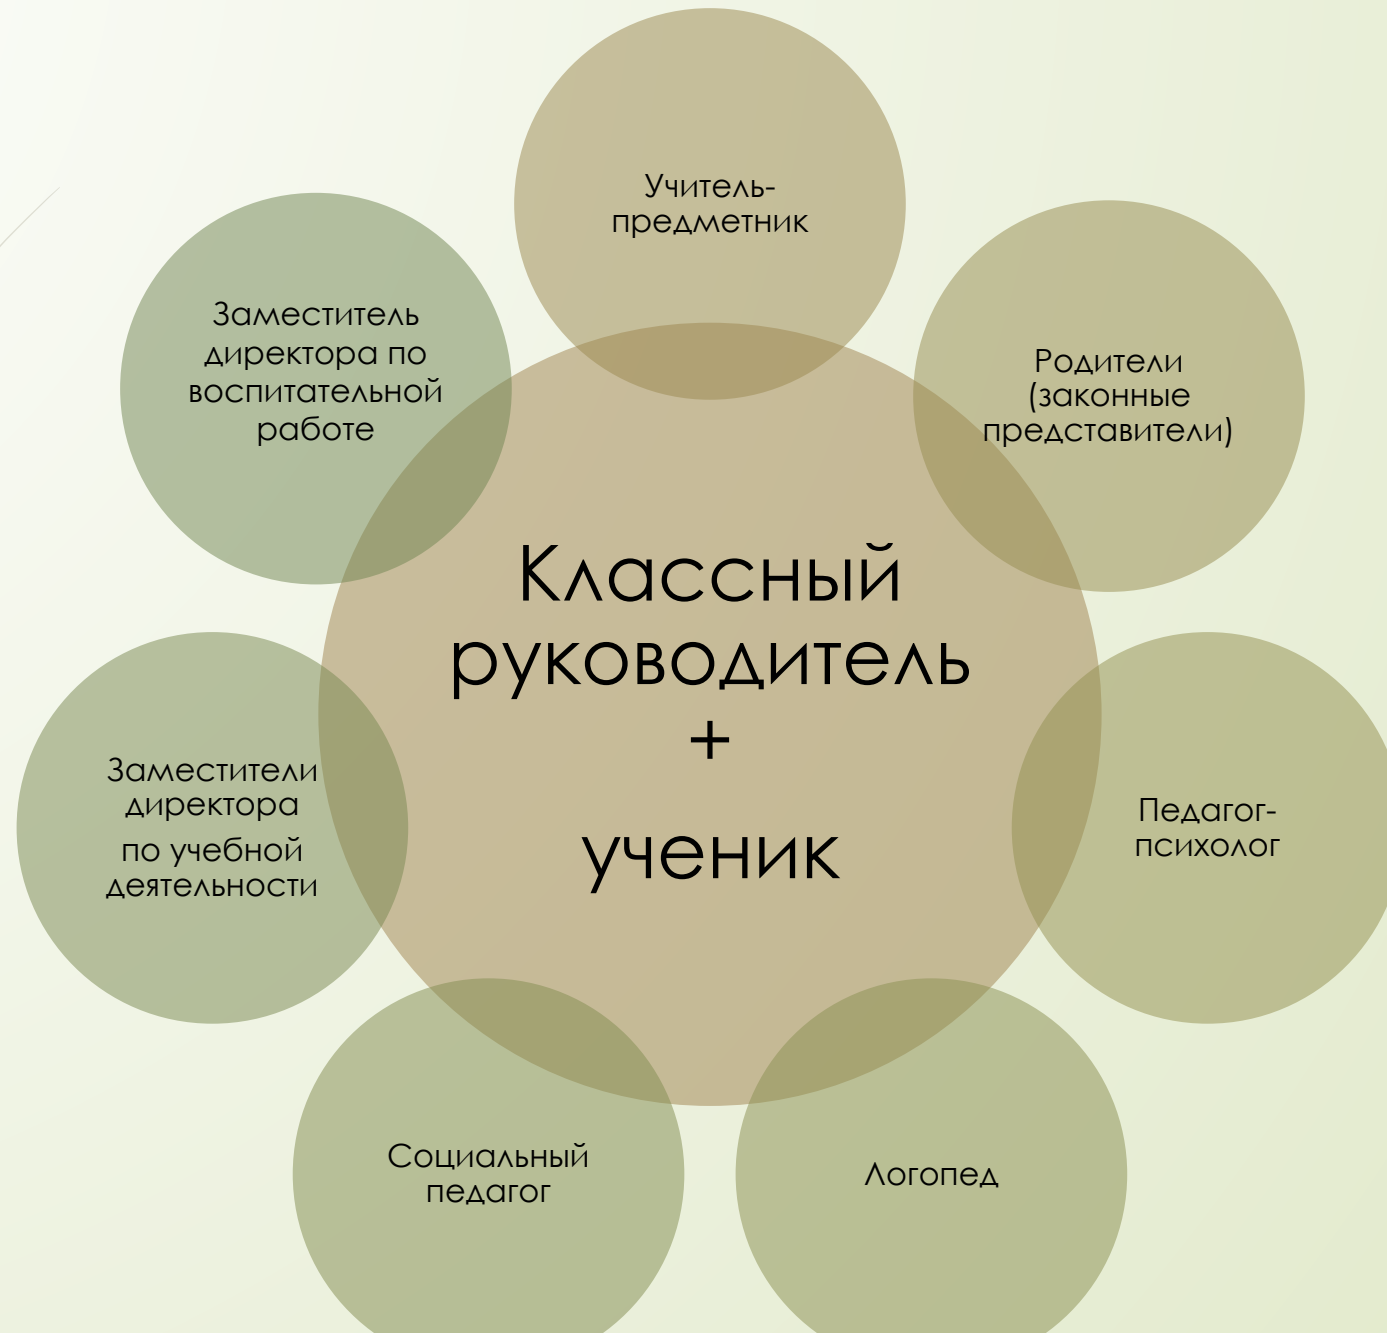 Учитель-
предметник
Заместитель
директора по
воспитательной
работе
Родители
(законные
представители)
Классный
руководитель
+
ученик
Заместители
директора
по учебной
деятельности
Педагог-
психолог
Социальный
педагог
Логопед